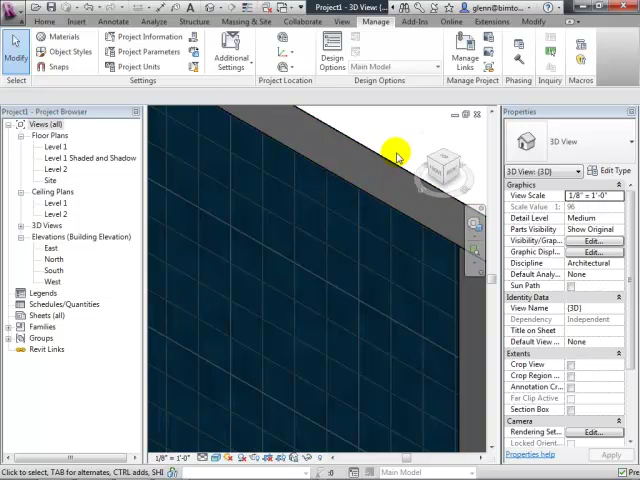 Project1 - 3D View: {...
glenn@bimto...
Home Insert Annotate Analyze Structure Massing & Site Collaborate View Manage Add-Ins Extensions Modify
Modify
Materials
Object Styles
Snaps
Project Information
Project Parameters
Project Units
Additional Settings
Design Options
Main Model
Manage Links
Phasing
Macros
Select
Settings
Project Location
Design Options
Manage Project
Inquiry
Project1 - Project Browser
Views (all)
Floor Plans
Level 1
Level 1 Shaded and Shadow
Level 2
Site
Ceiling Plans
Level 1
Level 2
3D Views
Elevations (Building Elevation)
East
North
South
West
Legends
Schedules/Quantities
Sheets (all)
Families
Groups
Revit Links
Properties
3D View
3D View: {3D} Edit Type
Graphics
View Scale 1/8" = 1'-0"
Scale Value 1: 96
Detail Level Medium
Parts Visibility Show Original
Visibility/Grap... Edit...
Graphic Displ... Edit...
Discipline Architectural
Default Analy... None
Sun Path
Identity Data
View Name {3D}
Dependency Independent
Title on Sheet
Default View ... None
Extents
Crop View
Crop Region ...
Annotation Cr...
Far Clip Active
Section Box
Camera
Rendering Set... Edit...
Locked Orient...
Properties help Apply
1/8" = 1'-0"
Click to select, TAB for alternates, CTRL adds, SHI
:0
Main Model
Pre